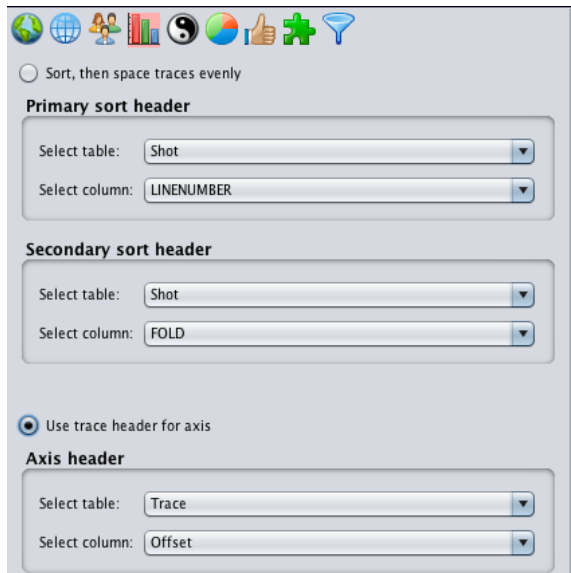 Sort, then space traces evenly
Primary sort header
Select table: Shot
Select column: LINENUMBER
Secondary sort header
Select table: Shot
Select column: FOLD
Use trace header for axis
Axis header
Select table: Trace
Select column: Offset